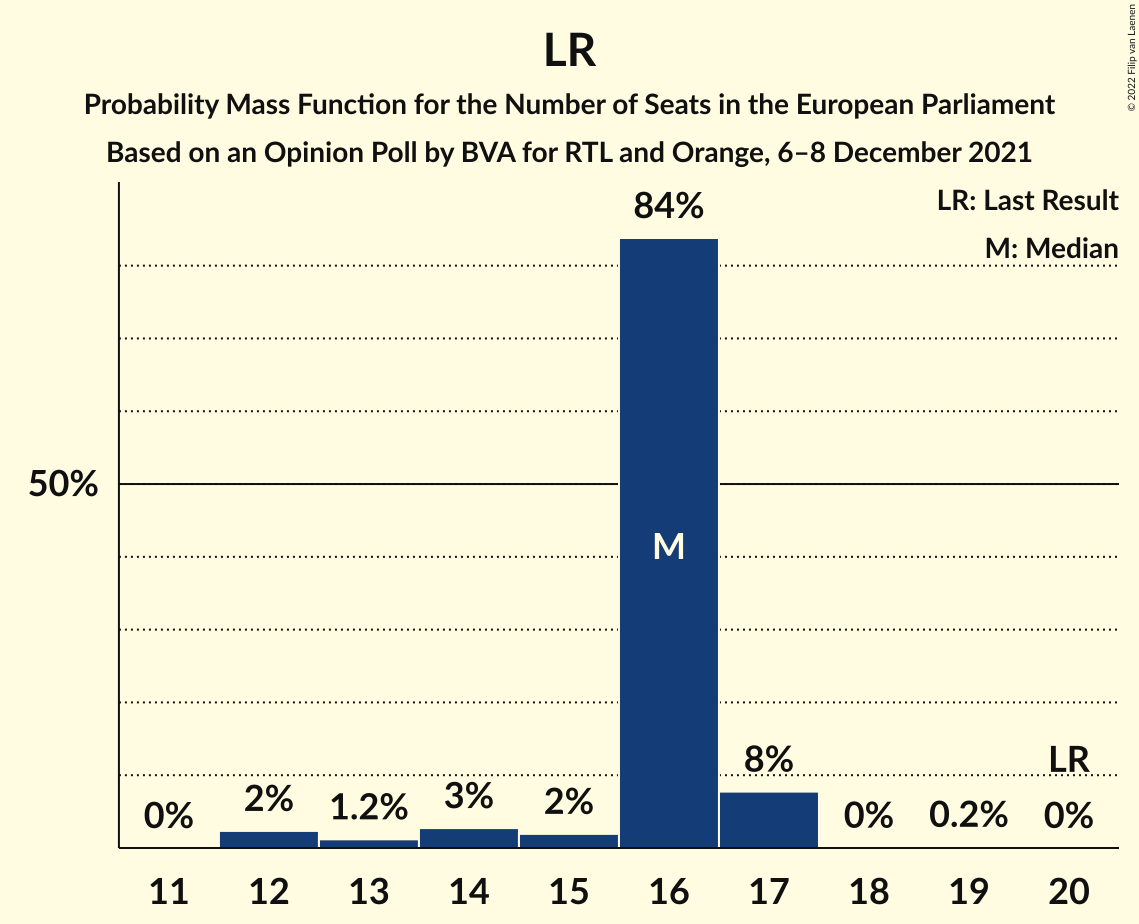 LR
Probability Mass Function for the Number of Seats in the European Parliament
Based on an Opinion Poll by BVA for RTL and Orange, 6–8 December 2021
© 2022 Filip van Laenen
LR: Last Result
M: Median
84%
50%
M
8%
LR
0%
2%
1.2%
3%
2%
0%
0.2%
0%
11 12 13 14 15 16 17 18 19 20